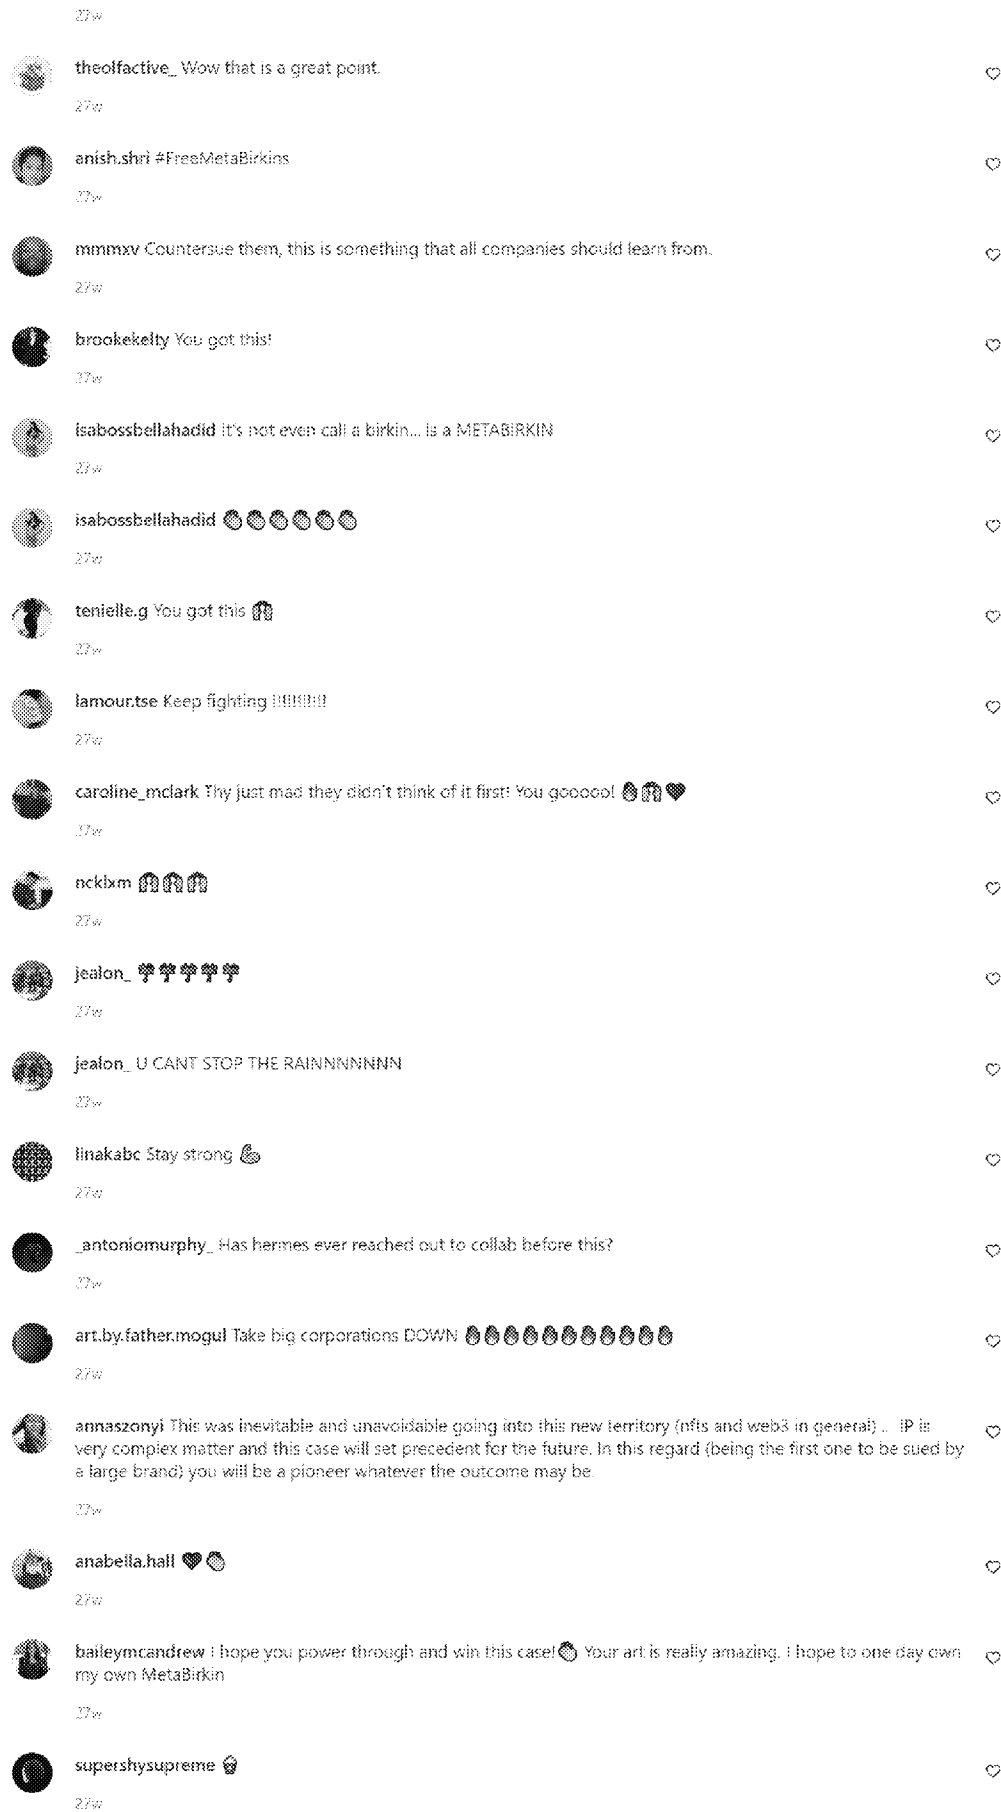 27w
theolfactive_ Wow that is a great point.
27w
anish.shri #FreeMetaBirkins
27w
mmmxv Countersue them, this is something that all companies should learn from.
27w
brookekelty You got this!
27w
isabossbellahadid it's not even call a birkin... is a METABIRKIN
27w
isabossbellahadid 👏👏👏👏👏👏
27w
tenielle.g You got this 🙌
27w
lamour.tse Keep fighting !!!!!!!!!!
27w
caroline_mclark Thy just mad they didn't think of it first! You gooooo! 🔥🙌❤
27w
ncklxm 🙌🙌🙌
27w
jealon_ 🌴🌴🌴🌴🌴
27w
jealon_ U CANT STOP THE RAINNNNNNN
27w
linakabc Stay strong 💪
27w
_antoniomurphy_ Has hermes ever reached out to collab before this?
27w
art.by.father.mogul Take big corporations DOWN 🔥🔥🔥🔥🔥🔥🔥🔥🔥🔥🔥
27w
annaszonyi This was inevitable and unavoidable going into this new territory (nfts and web3 in general) .. IP is
very complex matter and this case will set precedent for the future. In this regard (being the first one to be sued by
a large brand) you will be a pioneer whatever the outcome may be.
27w
anabella.hall ❤👏
27w
baileymcandrew I hope you power through and win this case!👏 Your art is really amazing. I hope to one day own
my own MetaBirkin
27w
supershysupreme
27w